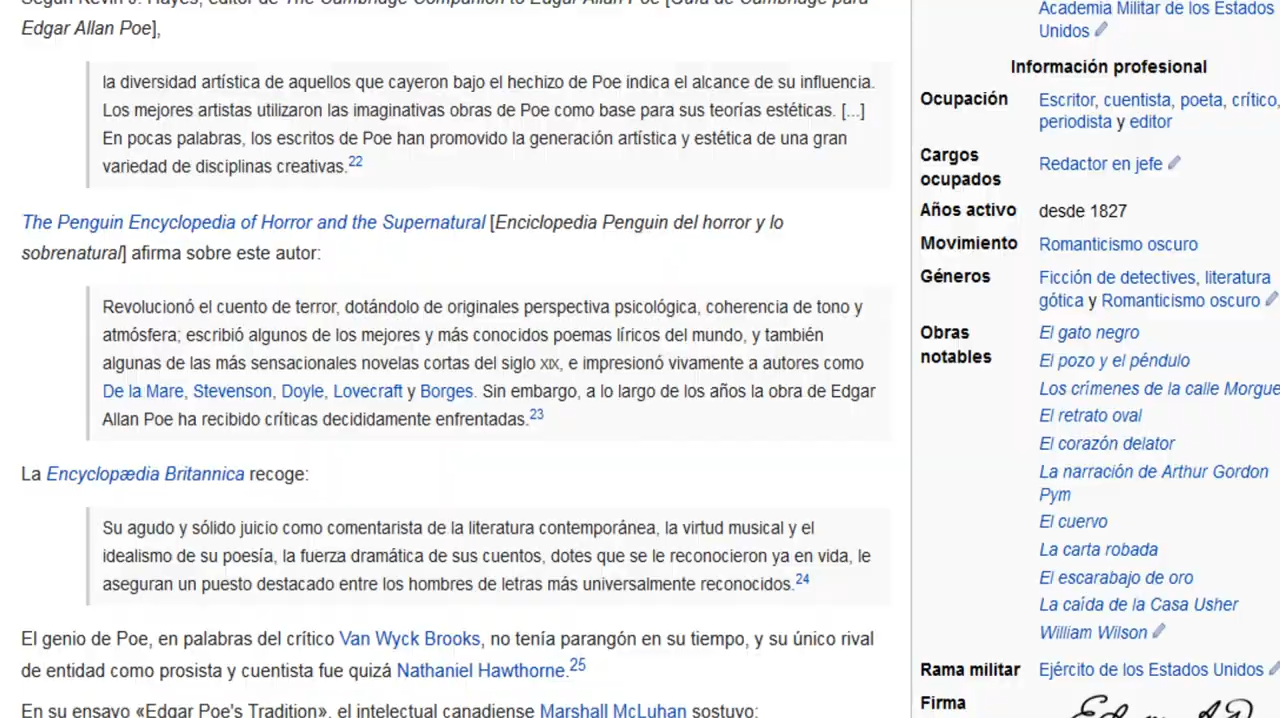 Según Kevin J. Hayes, editor de The Cambridge Companion to Edgar Allan Poe [Guía de Cambridge para
Edgar Allan Poe],
la diversidad artística de aquellos que cayeron bajo el hechizo de Poe indica el alcance de su influencia.
Los mejores artistas utilizaron las imaginativas obras de Poe como base para sus teorías estéticas. [...]
En pocas palabras, los escritos de Poe han promovido la generación artística y estética de una gran
variedad de disciplinas creativas.22
The Penguin Encyclopedia of Horror and the Supernatural [Enciclopedia Penguin del horror y lo
sobrenatural] afirma sobre este autor:
Revolucionó el cuento de terror, dotándolo de originales perspectiva psicológica, coherencia de tono y
atmósfera; escribió algunos de los mejores y más conocidos poemas líricos del mundo, y también
algunas de las más sensacionales novelas cortas del siglo XIX, e impresionó vivamente a autores como
De la Mare, Stevenson, Doyle, Lovecraft y Borges. Sin embargo, a lo largo de los años la obra de Edgar
Allan Poe ha recibido críticas decididamente enfrentadas.23
La Encyclopædia Britannica recoge:
Su agudo y sólido juicio como comentarista de la literatura contemporánea, la virtud musical y el
idealismo de su poesía, la fuerza dramática de sus cuentos, dotes que se le reconocieron ya en vida, le
aseguran un puesto destacado entre los hombres de letras más universalmente reconocidos.24
El genio de Poe, en palabras del crítico Van Wyck Brooks, no tenía parangón en su tiempo, y su único rival
de entidad como prosista y cuentista fue quizá Nathaniel Hawthorne.25
En su ensayo «Edgar Poe's Tradition», el intelectual canadiense Marshall McLuhan sostuvo:
Academia Militar de los Estados
Unidos
Información profesional
Ocupación Escritor, cuentista, poeta, crítico,
periodista y editor
Cargos
ocupados
Redactor en jefe
Años activo desde 1827
Movimiento Romanticismo oscuro
Géneros Ficción de detectives, literatura
gótica y Romanticismo oscuro
Obras
notables
El gato negro
El pozo y el péndulo
Los crímenes de la calle Morgue
El retrato oval
El corazón delator
La narración de Arthur Gordon
Pym
El cuervo
La carta robada
El escarabajo de oro
La caída de la Casa Usher
William Wilson
Rama militar Ejército de los Estados Unidos
Firma